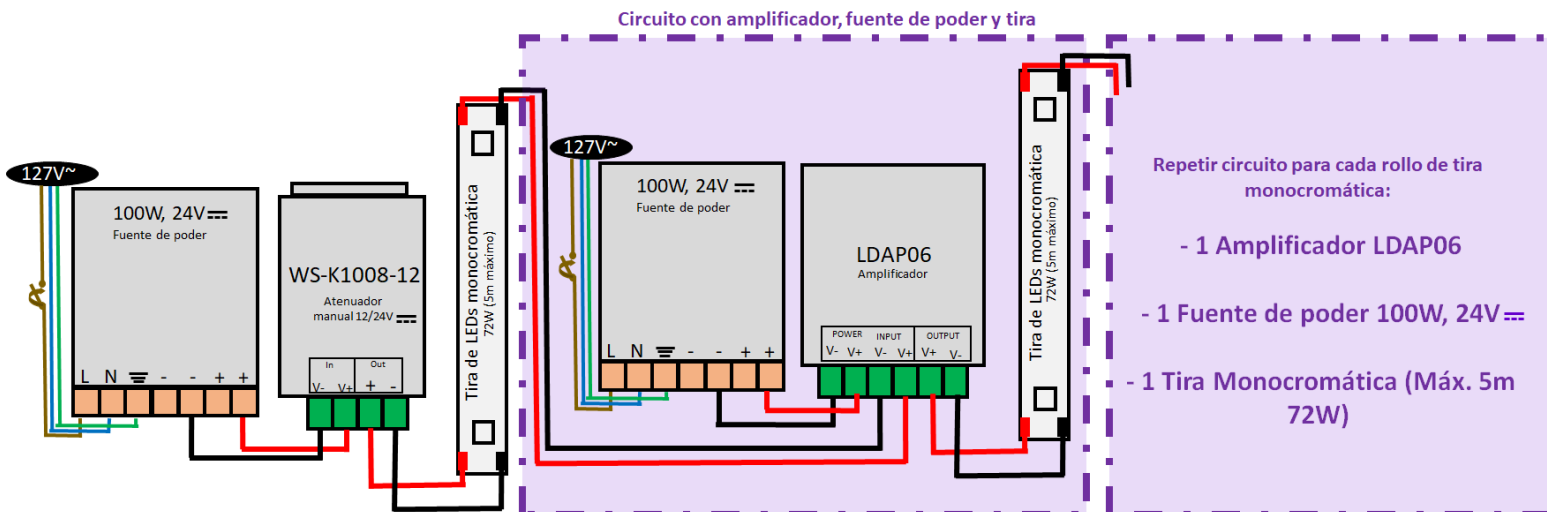 Circuito con amplificador, fuente de poder y tira
127V~
100W, 24V
Fuente de poder
L N - - + +
WS-K1008-12
Atenuador
manual 12/24V
In Out
V- V+ + -
Tira de LEDs monocromática
72W (5m máximo)
127V~
100W, 24V
Fuente de poder
L N - - + +
LDAP06
Amplificador
POWER INPUT OUTPUT
V- V+ V- V+ V+ V-
Tira de LEDs monocromática
72W (5m máximo)
Repetir circuito para cada rollo de tira
monocromática:
- 1 Amplificador LDAP06
- 1 Fuente de poder 100W, 24V
- 1 Tira Monocromática (Máx. 5m
72W)